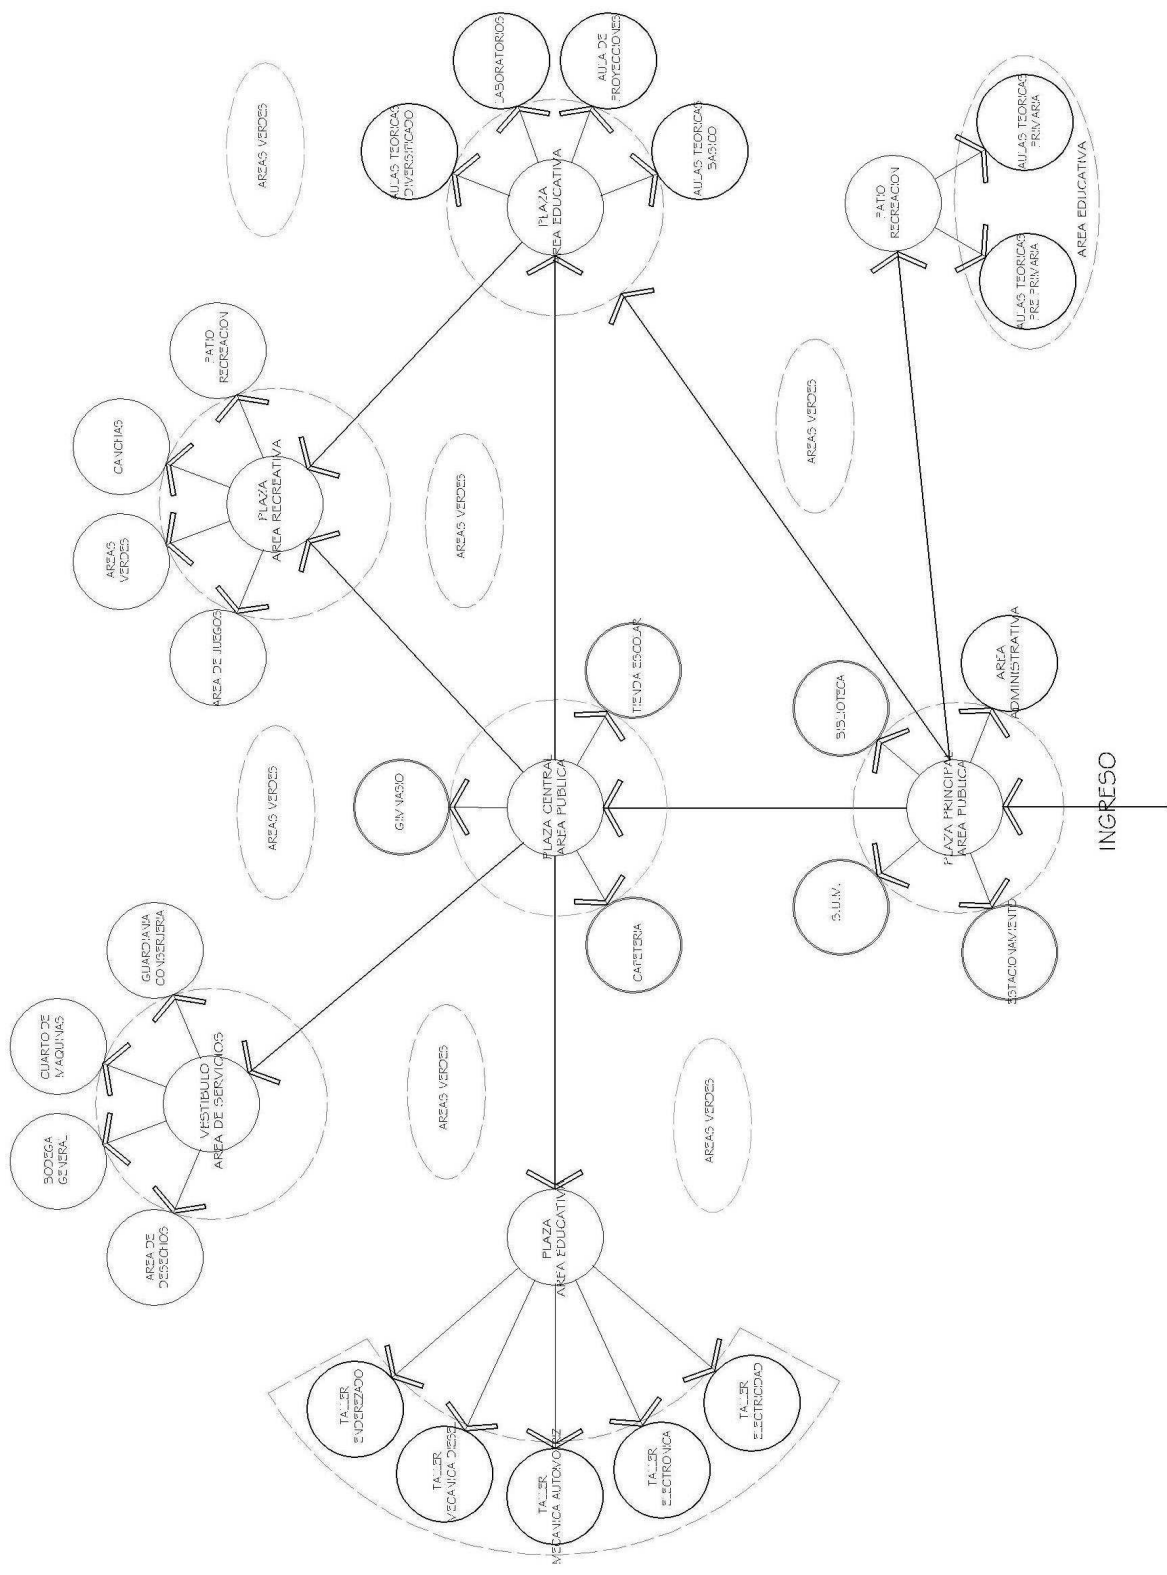 BODEGA
GENERAL
CUARTO DE
MAQUINAS
AREA DE
DESECHOS
GUARDIANIA
CONSERJERIA
VESTIBULO
AREA DE SERVICIOS
AREAS
VERDES
CANCHAS
AREA DE JUEGOS
PATIO
RECREACION
PLAZA
AREA RECREATIVA
AREAS VERDES
AREAS VERDES
TALLER
ENDEREZADO
TALLER
MECANICA DIESEL
TALLER
MECANICA AUTOMOTRIZ
TALLER
ELECTRONICA
TALLER
ELECTRICIDAD
PLAZA
AREA EDUCATIVA
AREAS VERDES
AREAS VERDES
GIMNASIO
PLAZA CENTRAL
AREA PUBLICA
CAFETERIA
TIENDA ESCOLAR
AREAS VERDES
AULAS TEORICAS
DIVERSIFICADO
LABORATORIOS
AULA DE
PROYECCIONES
AULAS TEORICAS
BASICO
PLAZA
AREA EDUCATIVA
AREAS VERDES
S.U.M.
BIBLIOTECA
PLAZA PRINCIPAL
AREA PUBLICA
ESTACIONAMIENTO
AREA
ADMINISTRATIVA
PATIO
RECREACION
AULAS TEORICAS
PRE-PRIMARIA
AULAS TEORICAS
PRIMARIA
AREA EDUCATIVA
INGRESO